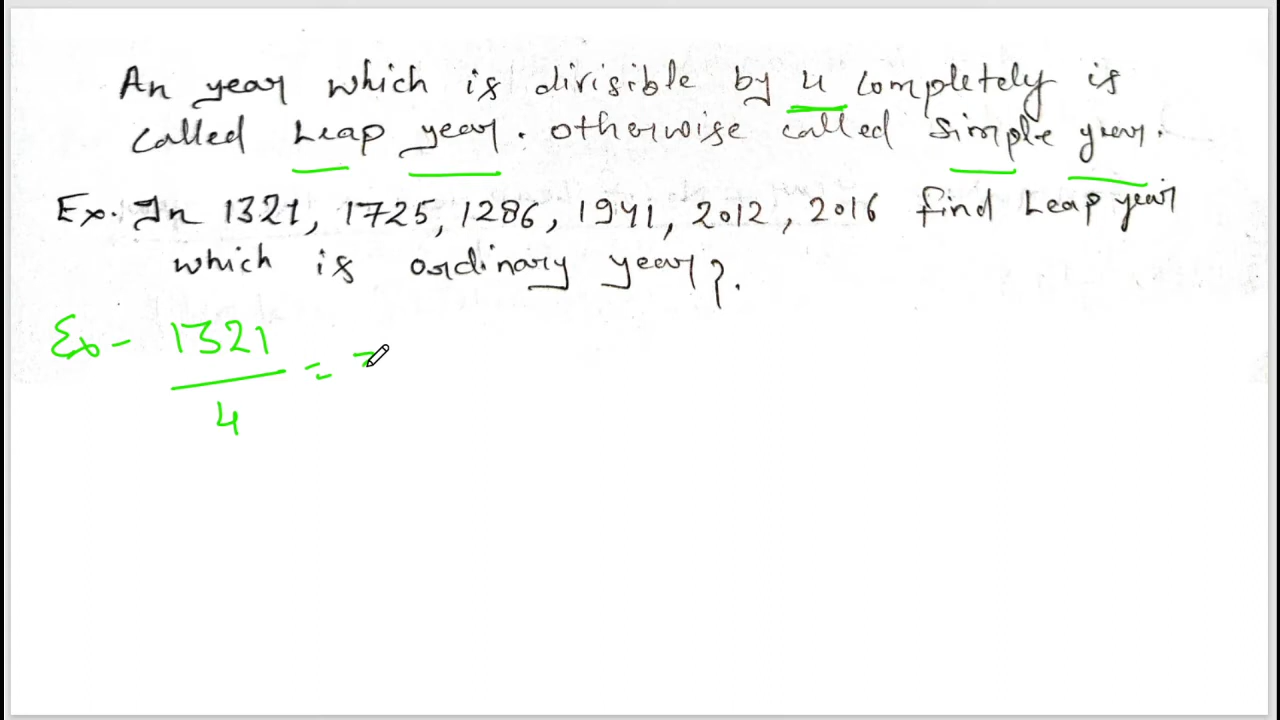 An year which is divisible by 4 completely is
called Leap year. otherwise called simple year.
Ex. In 1321, 1725, 1286, 1941, 2012, 2016 find Leap year
which is ordinary year?.
Ex - 1321
=
4